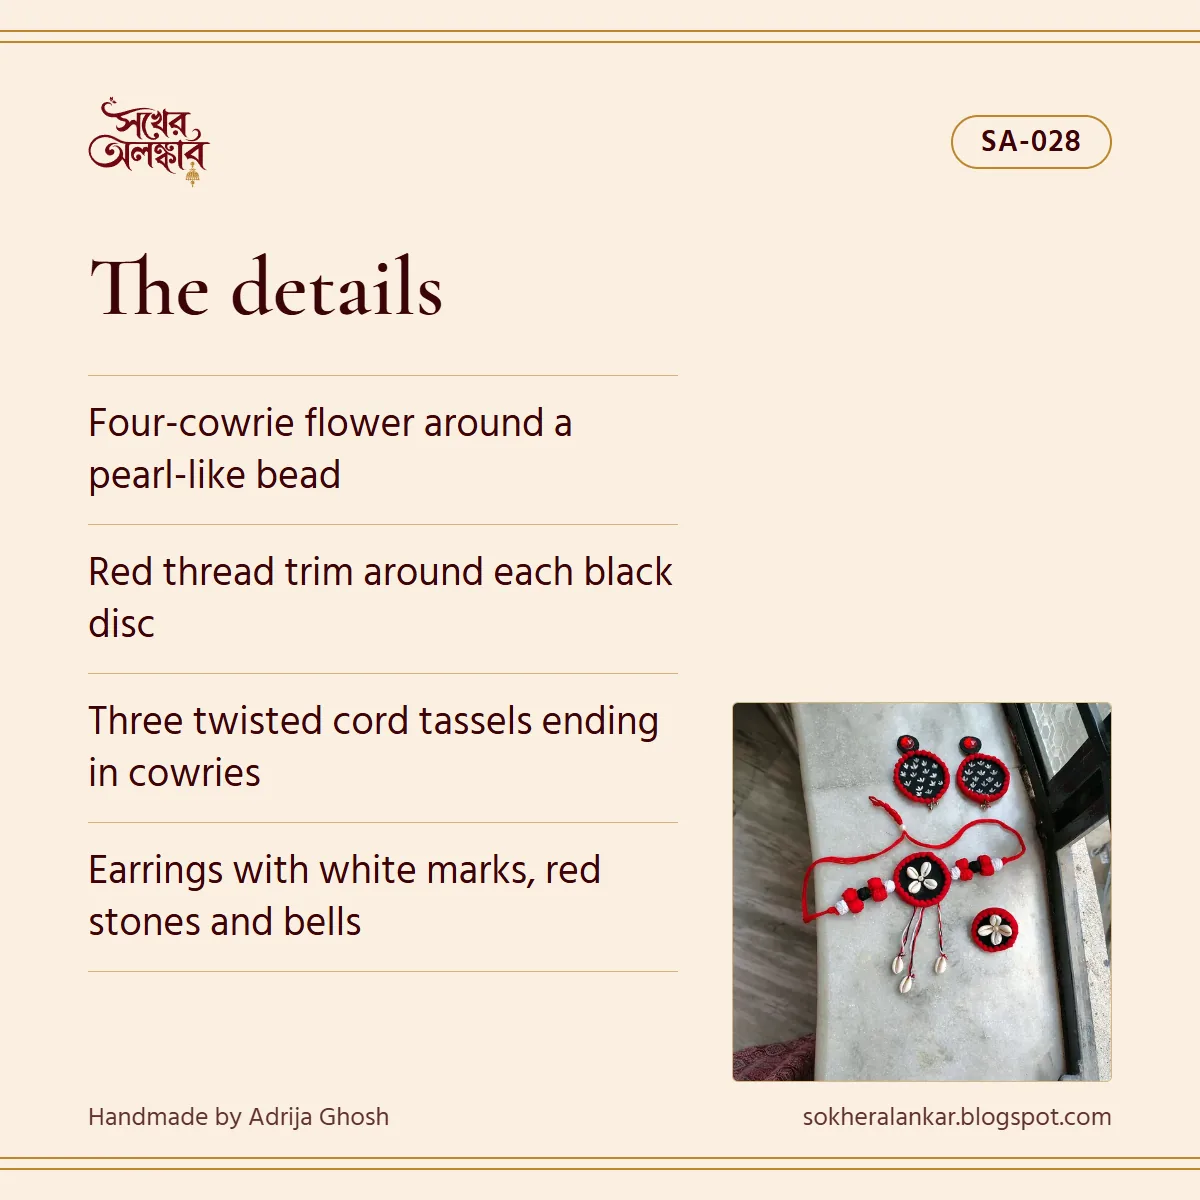 সখের
অলঙ্কার
SA-028
The details
Four-cowrie flower around a
pearl-like bead
Red thread trim around each black
disc
Three twisted cord tassels ending
in cowries
Earrings with white marks, red
stones and bells
Handmade by Adrija Ghosh
sokheralankar.blogspot.com